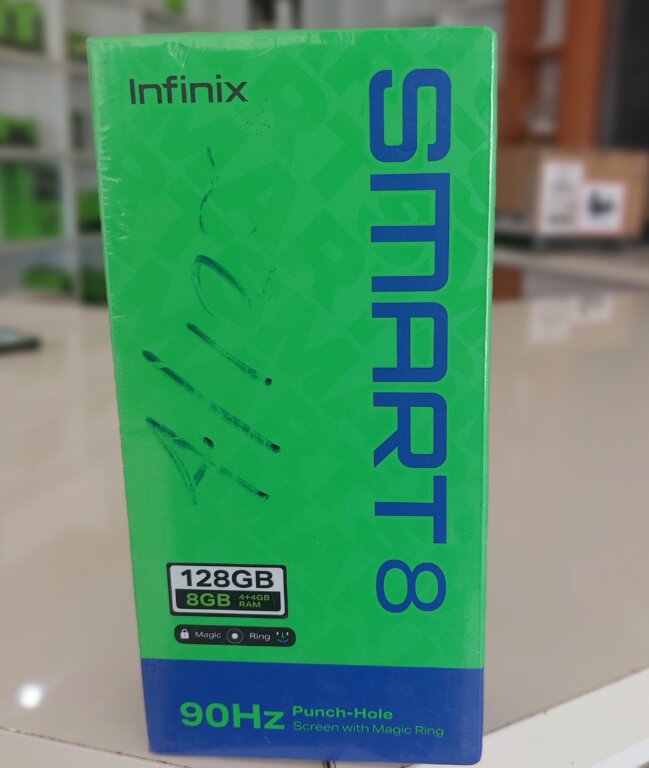 Infinix
SMART 8
128GB
8GB 4+4GB RAM
Magic Ring
90Hz Punch-Hole
Screen with Magic Ring